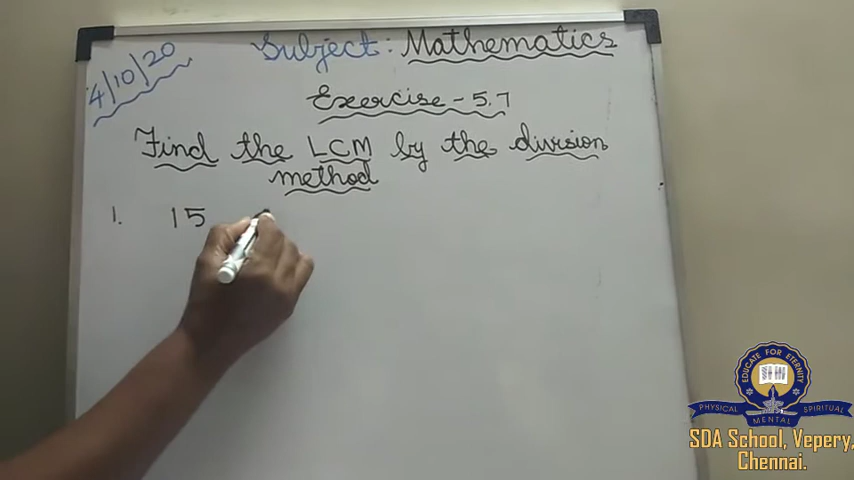 4/10/20
Subject: Mathematics
Exercise - 5.7
Find the LCM by the division
method
1. 15
EDUCATE FOR ETERNITY
PHYSICAL MENTAL SPIRITUAL
SDA School, Vepery,
Chennai.